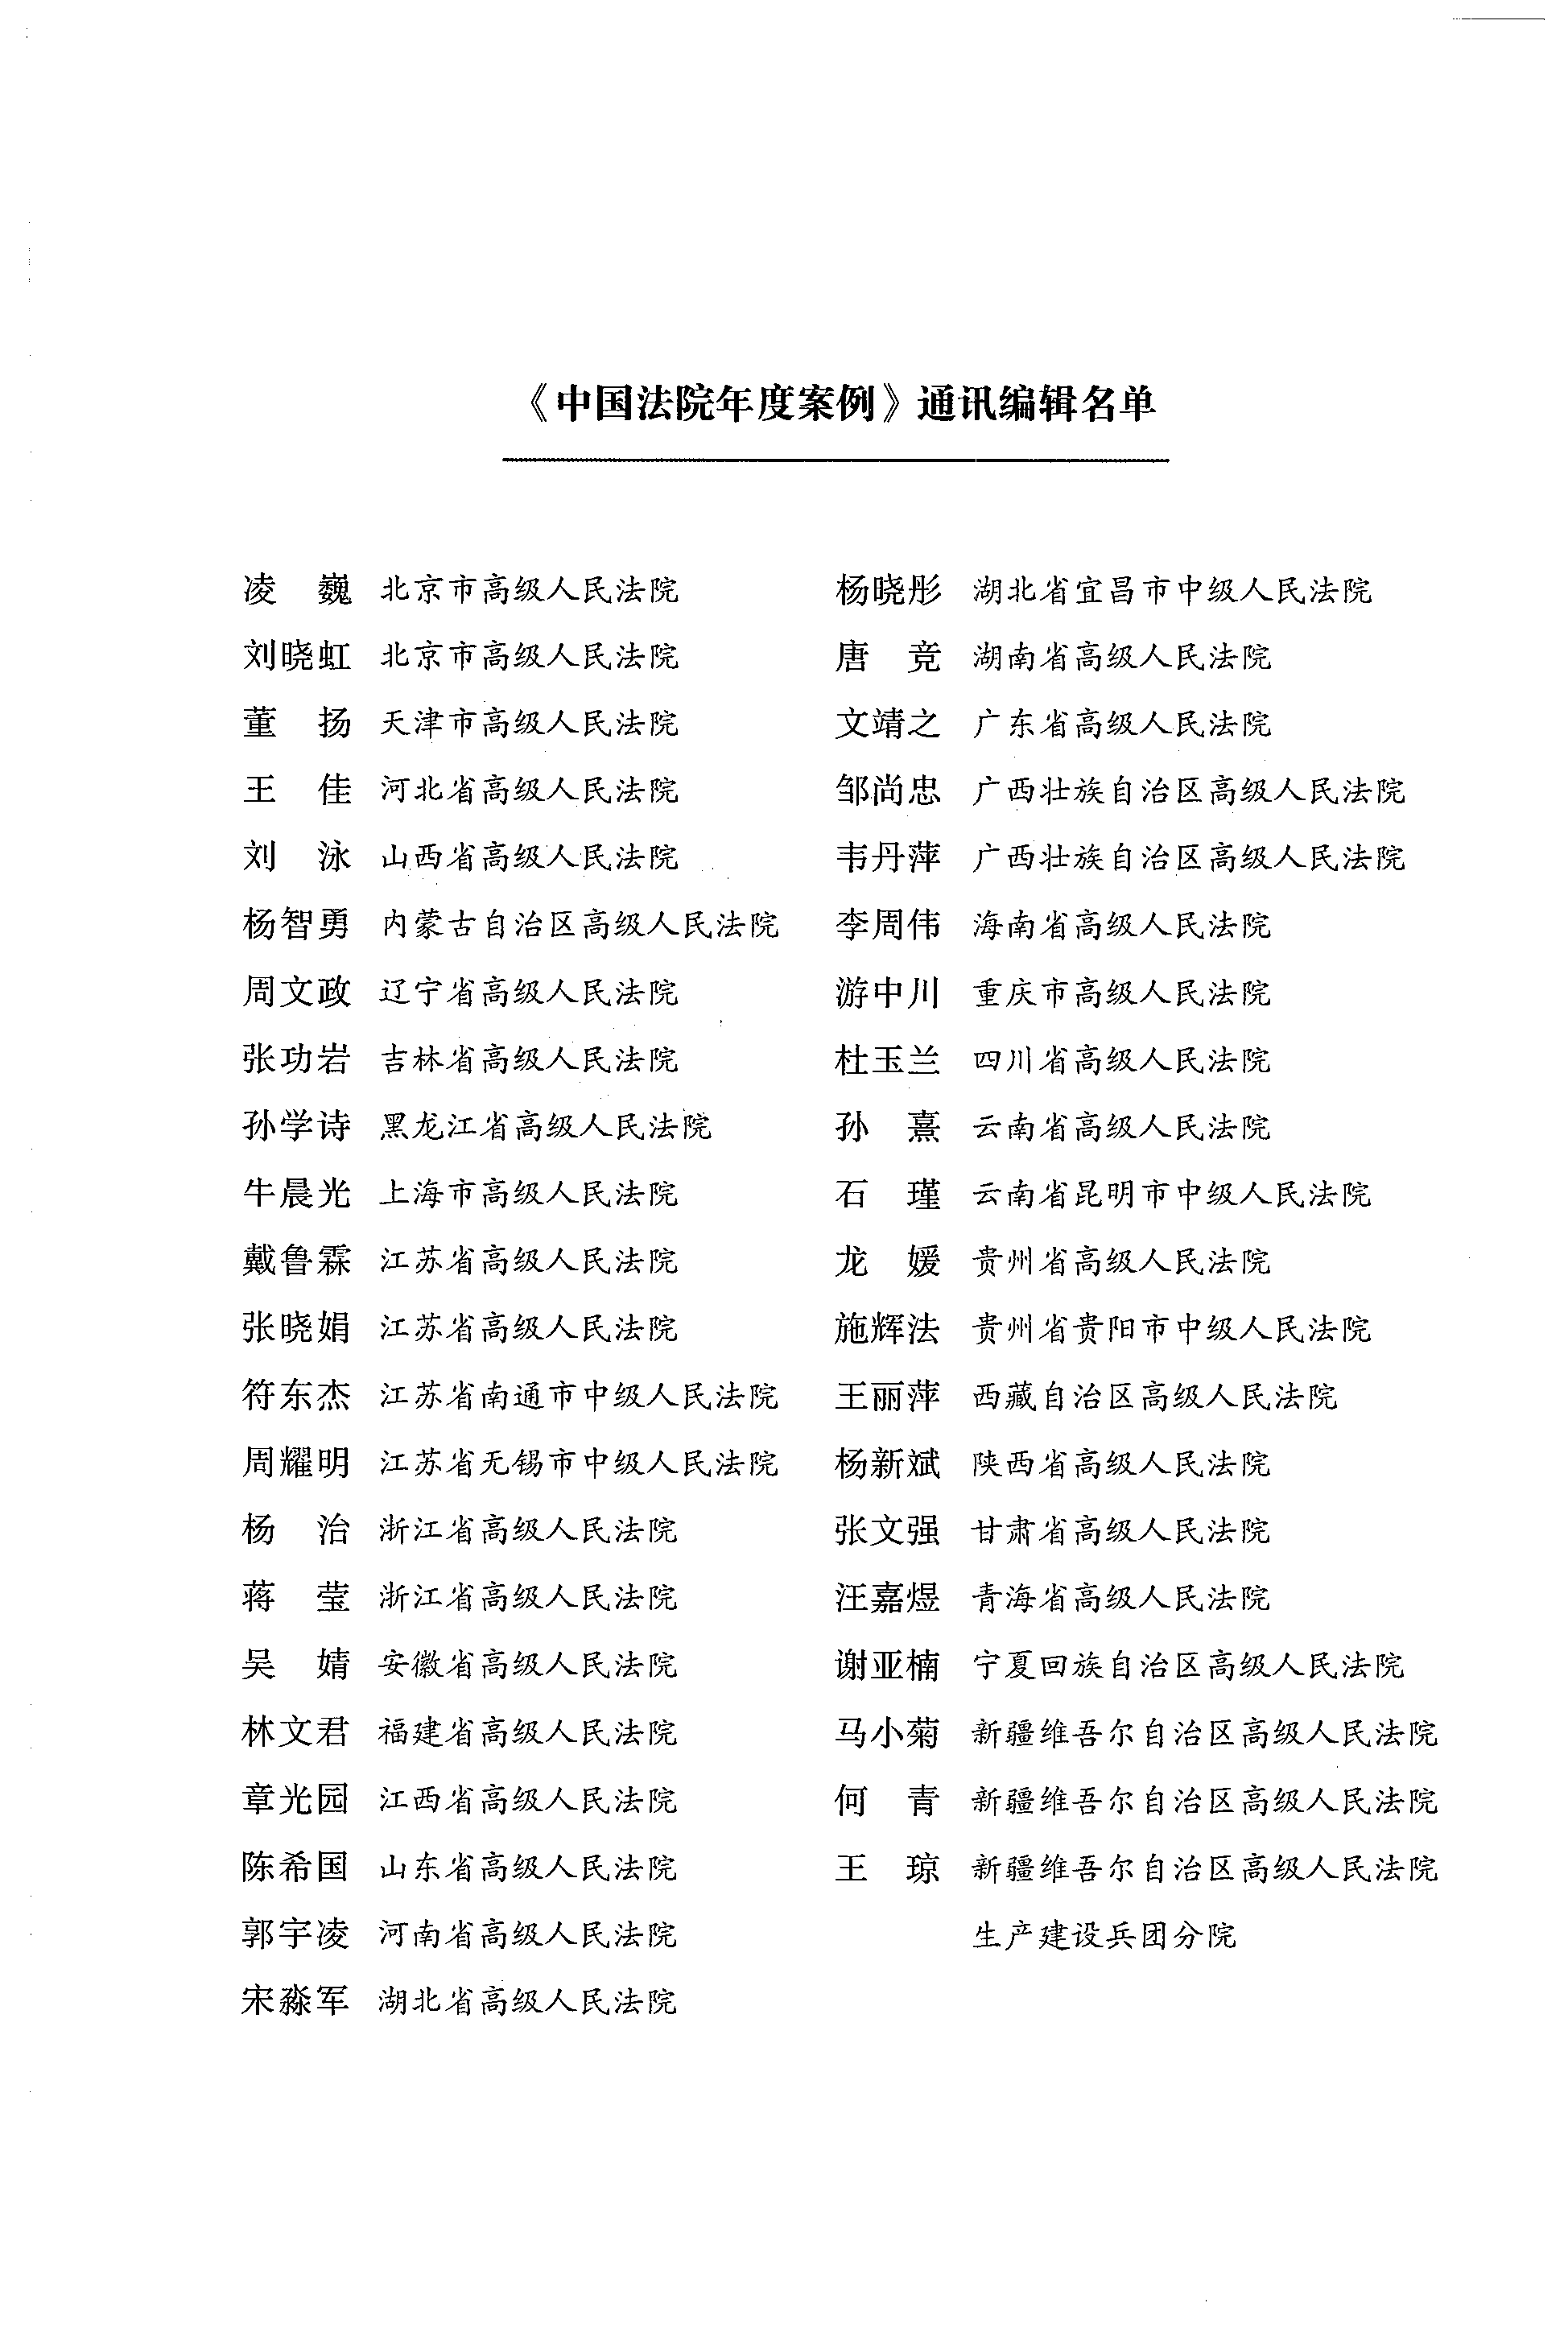 《中国法院年度案例》通讯编辑名单
凌　巍 北京市高级人民法院
刘晓虹 北京市高级人民法院
董　扬 天津市高级人民法院
王　佳 河北省高级人民法院
刘　泳 山西省高级人民法院
杨智勇 内蒙古自治区高级人民法院
周文政 辽宁省高级人民法院
张功岩 吉林省高级人民法院
孙学诗 黑龙江省高级人民法院
牛晨光 上海市高级人民法院
戴鲁霖 江苏省高级人民法院
张晓娟 江苏省高级人民法院
符东杰 江苏省南通市中级人民法院
周耀明 江苏省无锡市中级人民法院
杨　治 浙江省高级人民法院
蒋　莹 浙江省高级人民法院
吴　婧 安徽省高级人民法院
林文君 福建省高级人民法院
章光园 江西省高级人民法院
陈希国 山东省高级人民法院
郭宇凌 河南省高级人民法院
宋淼军 湖北省高级人民法院
杨晓彤 湖北省宜昌市中级人民法院
唐　竞 湖南省高级人民法院
文靖之 广东省高级人民法院
邹尚忠 广西壮族自治区高级人民法院
韦丹萍 广西壮族自治区高级人民法院
李周伟 海南省高级人民法院
游中川 重庆市高级人民法院
杜玉兰 四川省高级人民法院
孙　熹 云南省高级人民法院
石　瑾 云南省昆明市中级人民法院
龙　媛 贵州省高级人民法院
施辉法 贵州省贵阳市中级人民法院
王丽萍 西藏自治区高级人民法院
杨新斌 陕西省高级人民法院
张文强 甘肃省高级人民法院
汪嘉煜 青海省高级人民法院
谢亚楠 宁夏回族自治区高级人民法院
马小菊 新疆维吾尔自治区高级人民法院
何　青 新疆维吾尔自治区高级人民法院
王　琼 新疆维吾尔自治区高级人民法院
生产建设兵团分院